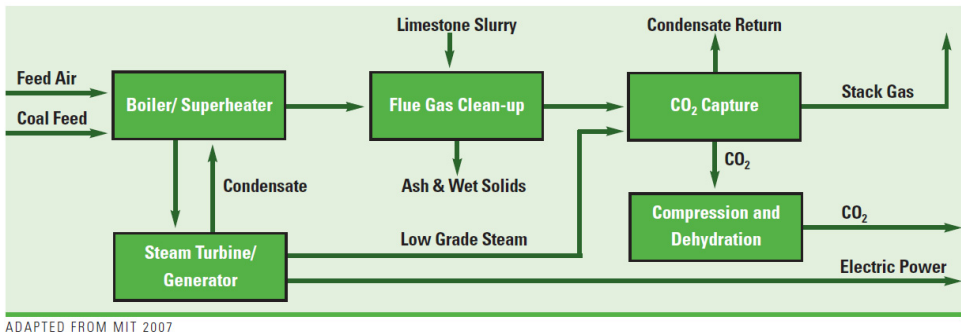 Limestone Slurry
Condensate Return
Feed Air
Boiler/ Superheater
Flue Gas Clean-up
CO₂ Capture
Stack Gas
Coal Feed
CO₂
Condensate
Ash & Wet Solids
Compression and
Dehydration
CO₂
Steam Turbine/
Generator
Low Grade Steam
Electric Power
ADAPTED FROM MIT 2007